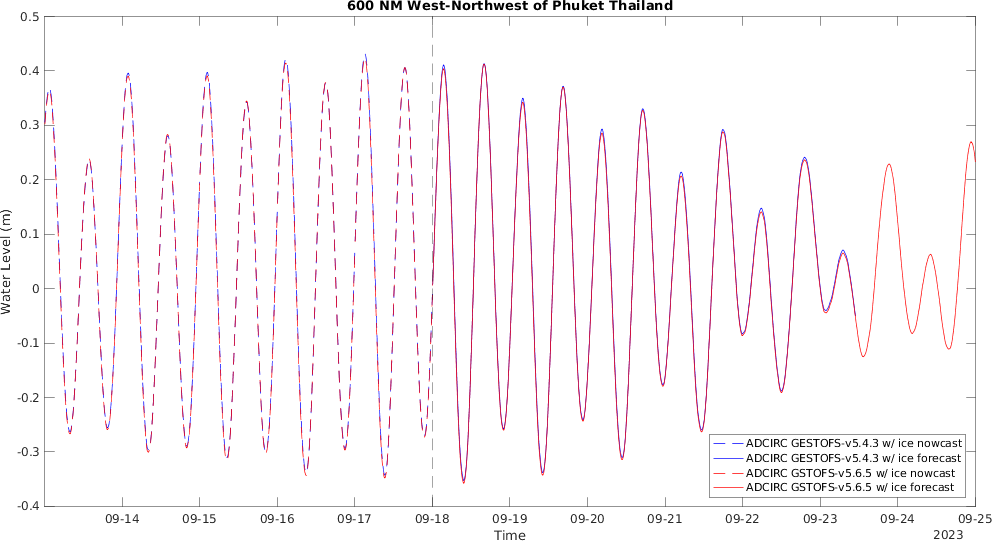 600 NM West-Northwest of Phuket Thailand
0.5
0.4
0.3
0.2
0.1
0
-0.1
-0.2
-0.3
-0.4
Water Level (m)
ADCIRC GESTOFS-v5.4.3 w/ ice nowcast
ADCIRC GESTOFS-v5.4.3 w/ ice forecast
ADCIRC GSTOFS-v5.6.5 w/ ice nowcast
ADCIRC GSTOFS-v5.6.5 w/ ice forecast
09-14 09-15 09-16 09-17 09-18 09-19 09-20 09-21 09-22 09-23 09-24 09-25
Time
2023